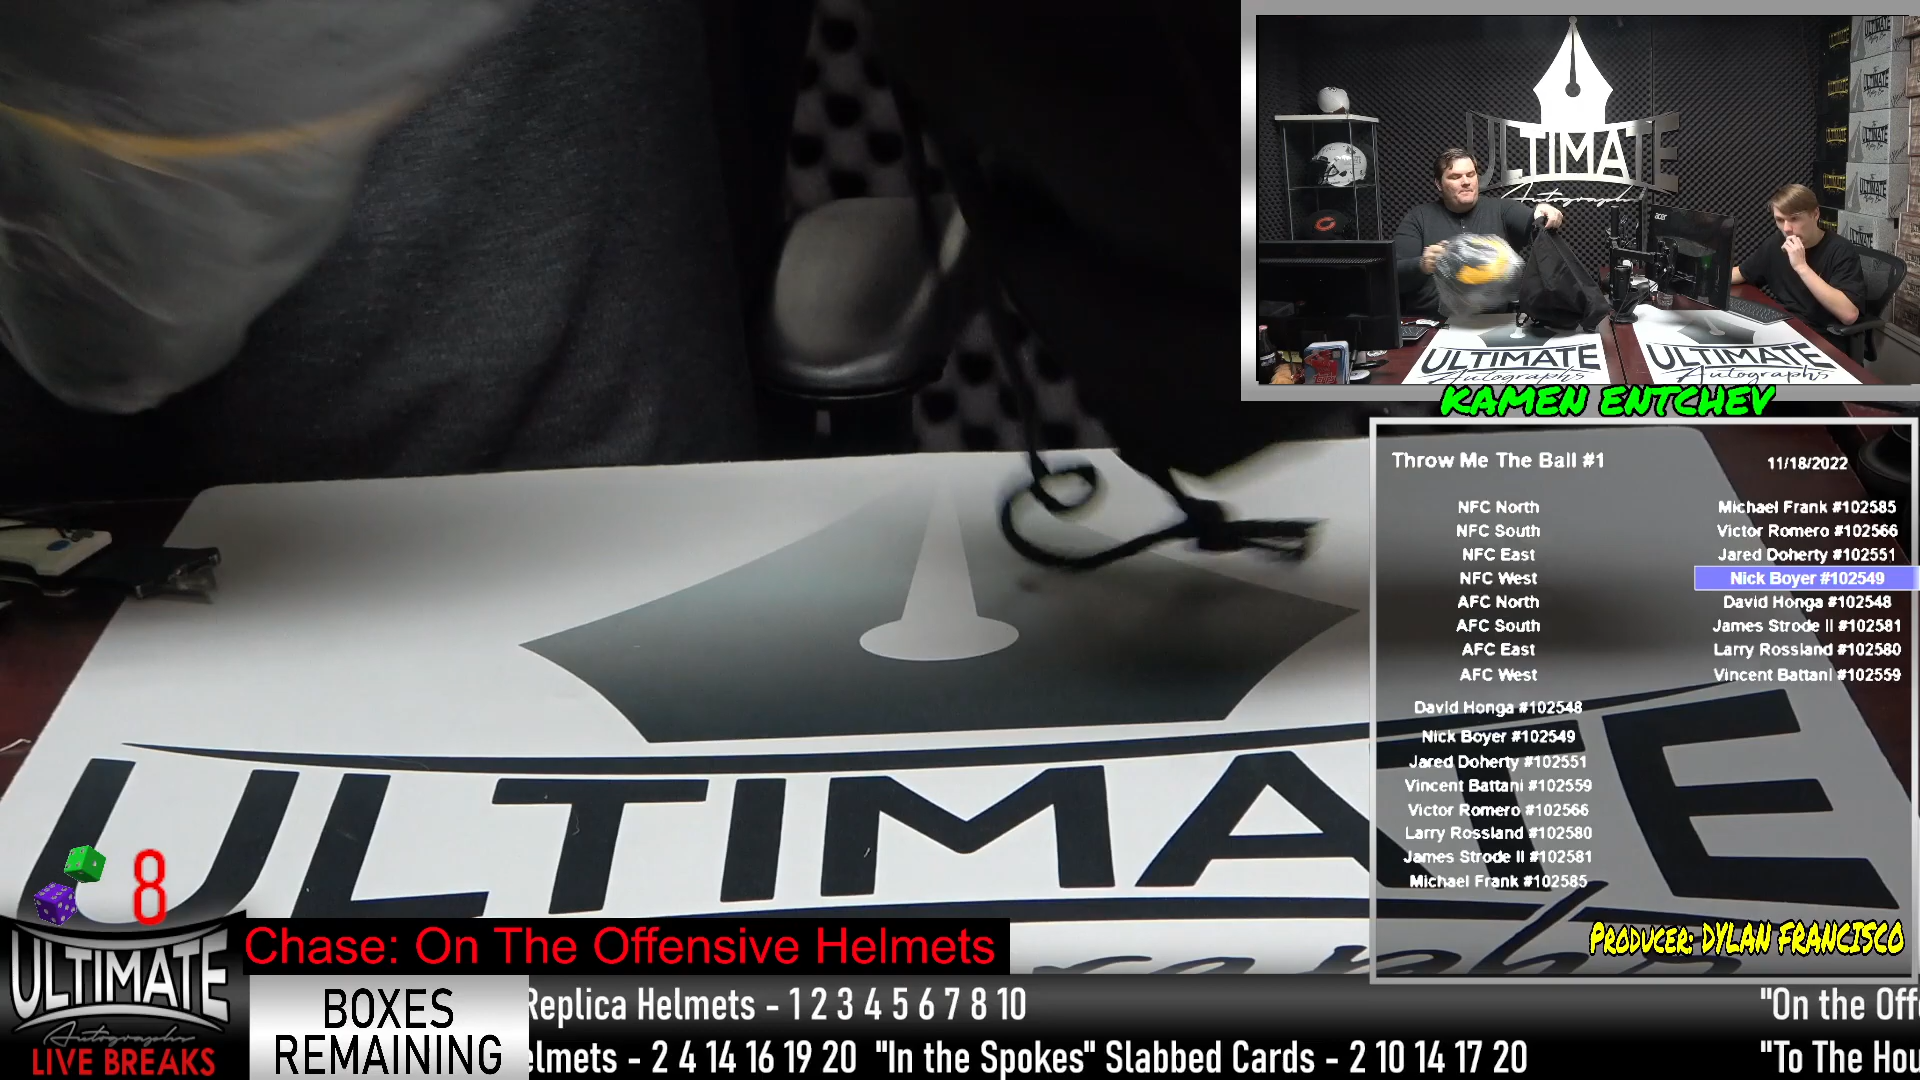 ULTIMATE
Autographs
acer
ULTIMATE
Autographs
ULTIMATE
Autographs
KAMEN ENTCHEV
Throw Me The Ball #1 11/18/2022
NFC North Michael Frank #102585
NFC South Victor Romero #102566
NFC East Jared Doherty #102551
NFC West Nick Boyer #102549
AFC North David Honga #102548
AFC South James Strode II #102581
AFC East Larry Rossland #102580
AFC West Vincent Battani #102559
David Honga #102548
Nick Boyer #102549
Jared Doherty #102551
Vincent Battani #102559
Victor Romero #102566
Larry Rossland #102580
James Strode II #102581
Michael Frank #102585
PRODUCER: DYLAN FRANCISCO
ULTIMATE
8
Chase: On The Offensive Helmets
ULTIMATE
Autographs
LIVE BREAKS
BOXES
REMAINING
Replica Helmets - 1 2 3 4 5 6 7 8 10 "On the Off
elmets - 2 4 14 16 19 20 "In the Spokes" Slabbed Cards - 2 10 14 17 20 "To The Hou